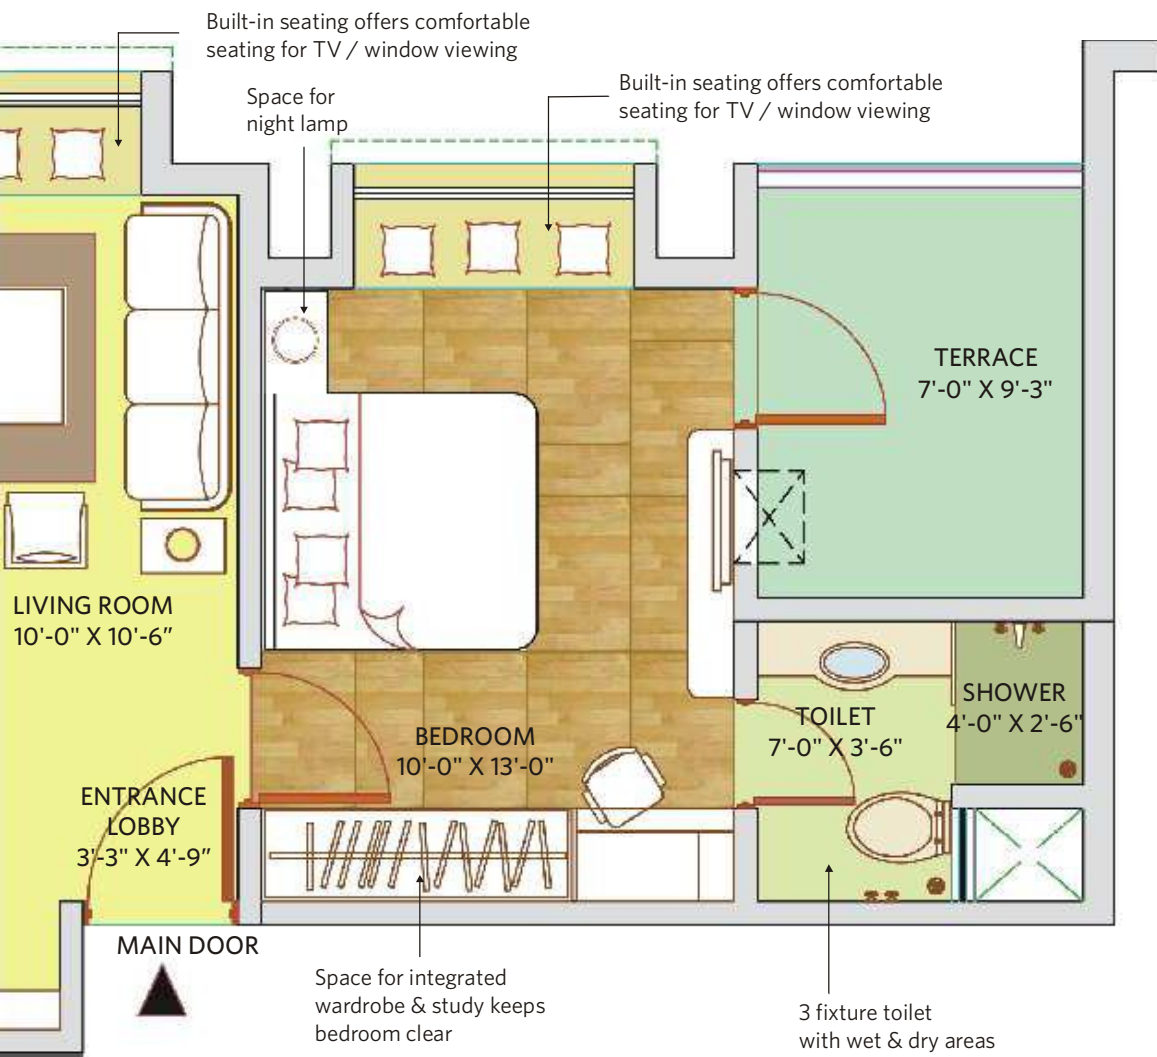 Built-in seating offers comfortable
seating for TV / window viewing
Space for
night lamp
Built-in seating offers comfortable
seating for TV / window viewing
TERRACE
7'-0" X 9'-3"
LIVING ROOM
10'-0" X 10'-6”
SHOWER
4'-0" X 2'-6"
TOILET
7'-0" X 3'-6"
BEDROOM
10'-0" X 13'-0"
ENTRANCE
LOBBY
3'-3" X 4'-9”
MAIN DOOR
Space for integrated
wardrobe & study keeps
bedroom clear
3 fixture toilet
with wet & dry areas